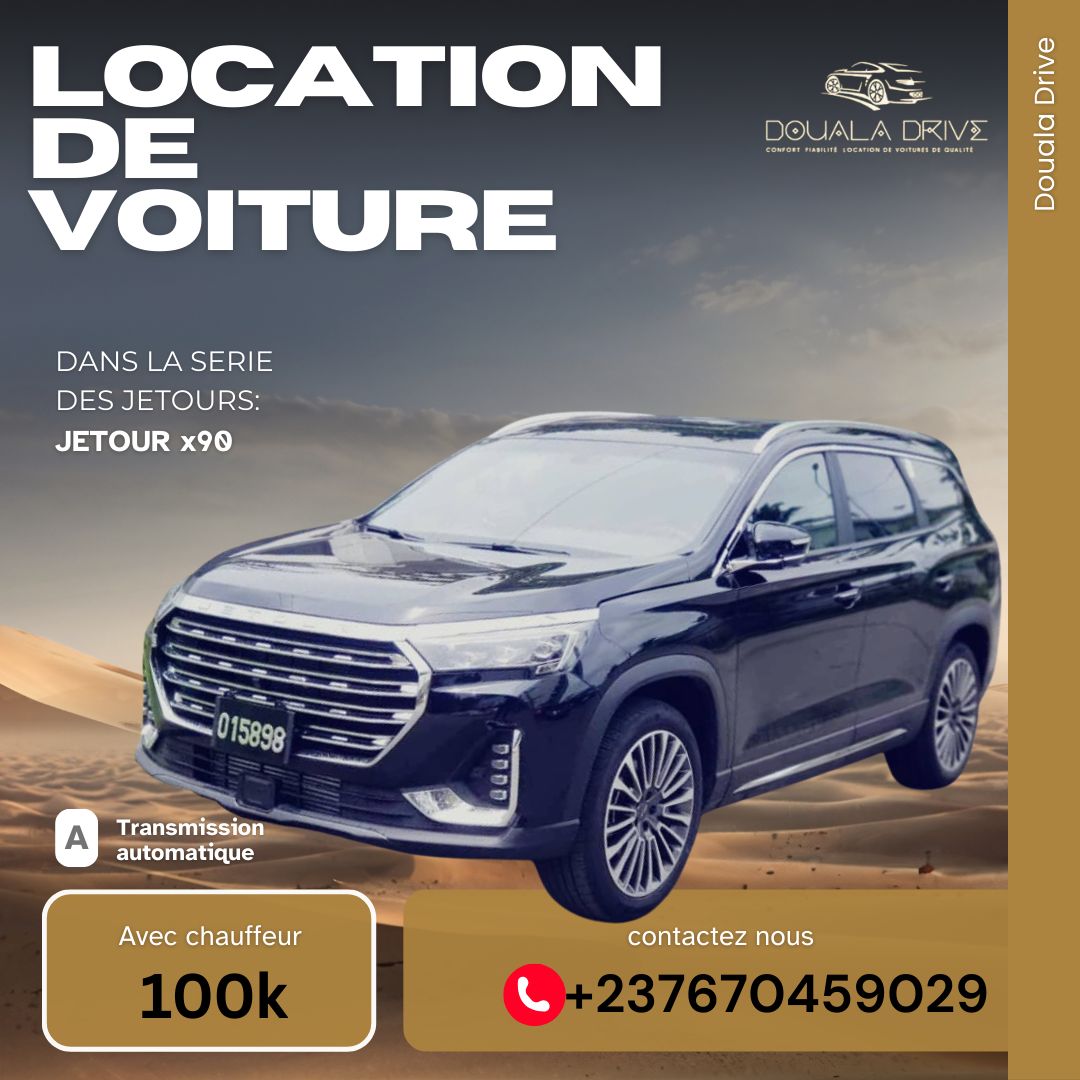 LOCATION
DE
VOITURE
DOUALA DRIVE
CONFORT FIABILITÉ LOCATION DE VOITURES DE QUALITÉ
Douala Drive
DANS LA SERIE
DES JETOURS:
JETOUR x90
015898
A
Transmission
automatique
Avec chauffeur
100k
contactez nous
+237670459029